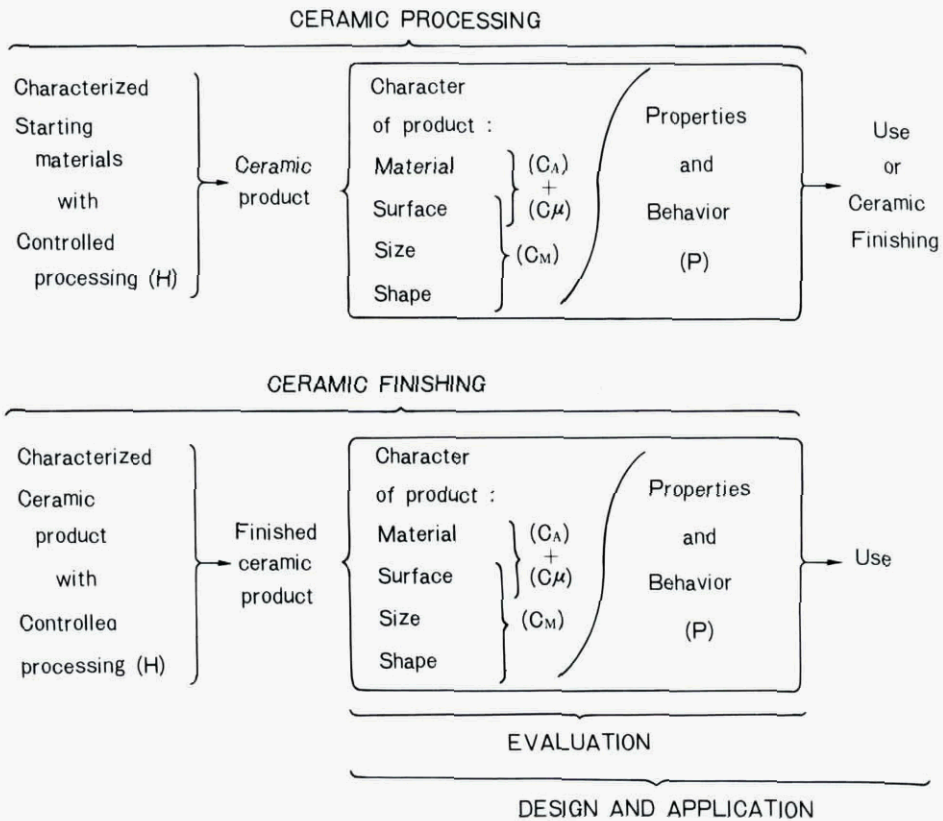 CERAMIC PROCESSING
Characterized
Starting
materials
with
Controlled
processing (H)
Ceramic
product
Character
of product :
Material
Surface
Size
Shape
(CA)
+
(Cμ)
(CM)
Properties
and
Behavior
(P)
Use
or
Ceramic
Finishing
CERAMIC FINISHING
Characterized
Ceramic
product
with
Controlled
processing (H)
Finished
ceramic
product
Character
of product :
Material
Surface
Size
Shape
(CA)
+
(Cμ)
(CM)
Properties
and
Behavior
(P)
Use
EVALUATION
DESIGN AND APPLICATION